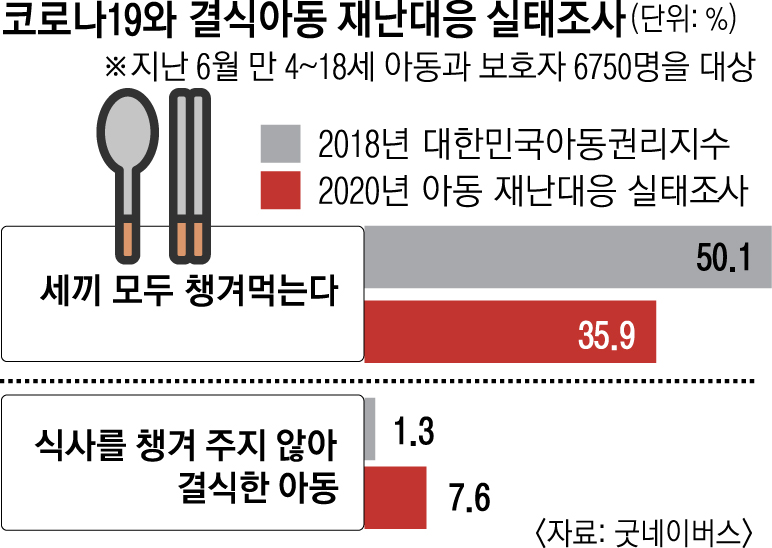 코로나19와 결식아동 재난대응 실태조사(단위: %)
※지난 6월 만 4~18세 아동과 보호자 6750명을 대상
2018년 대한민국아동권리지수
2020년 아동 재난대응 실태조사
세끼 모두 챙겨먹는다
50.1
35.9
식사를 챙겨 주지 않아
결식한 아동
1.3
7.6
〈자료: 굿네이버스〉